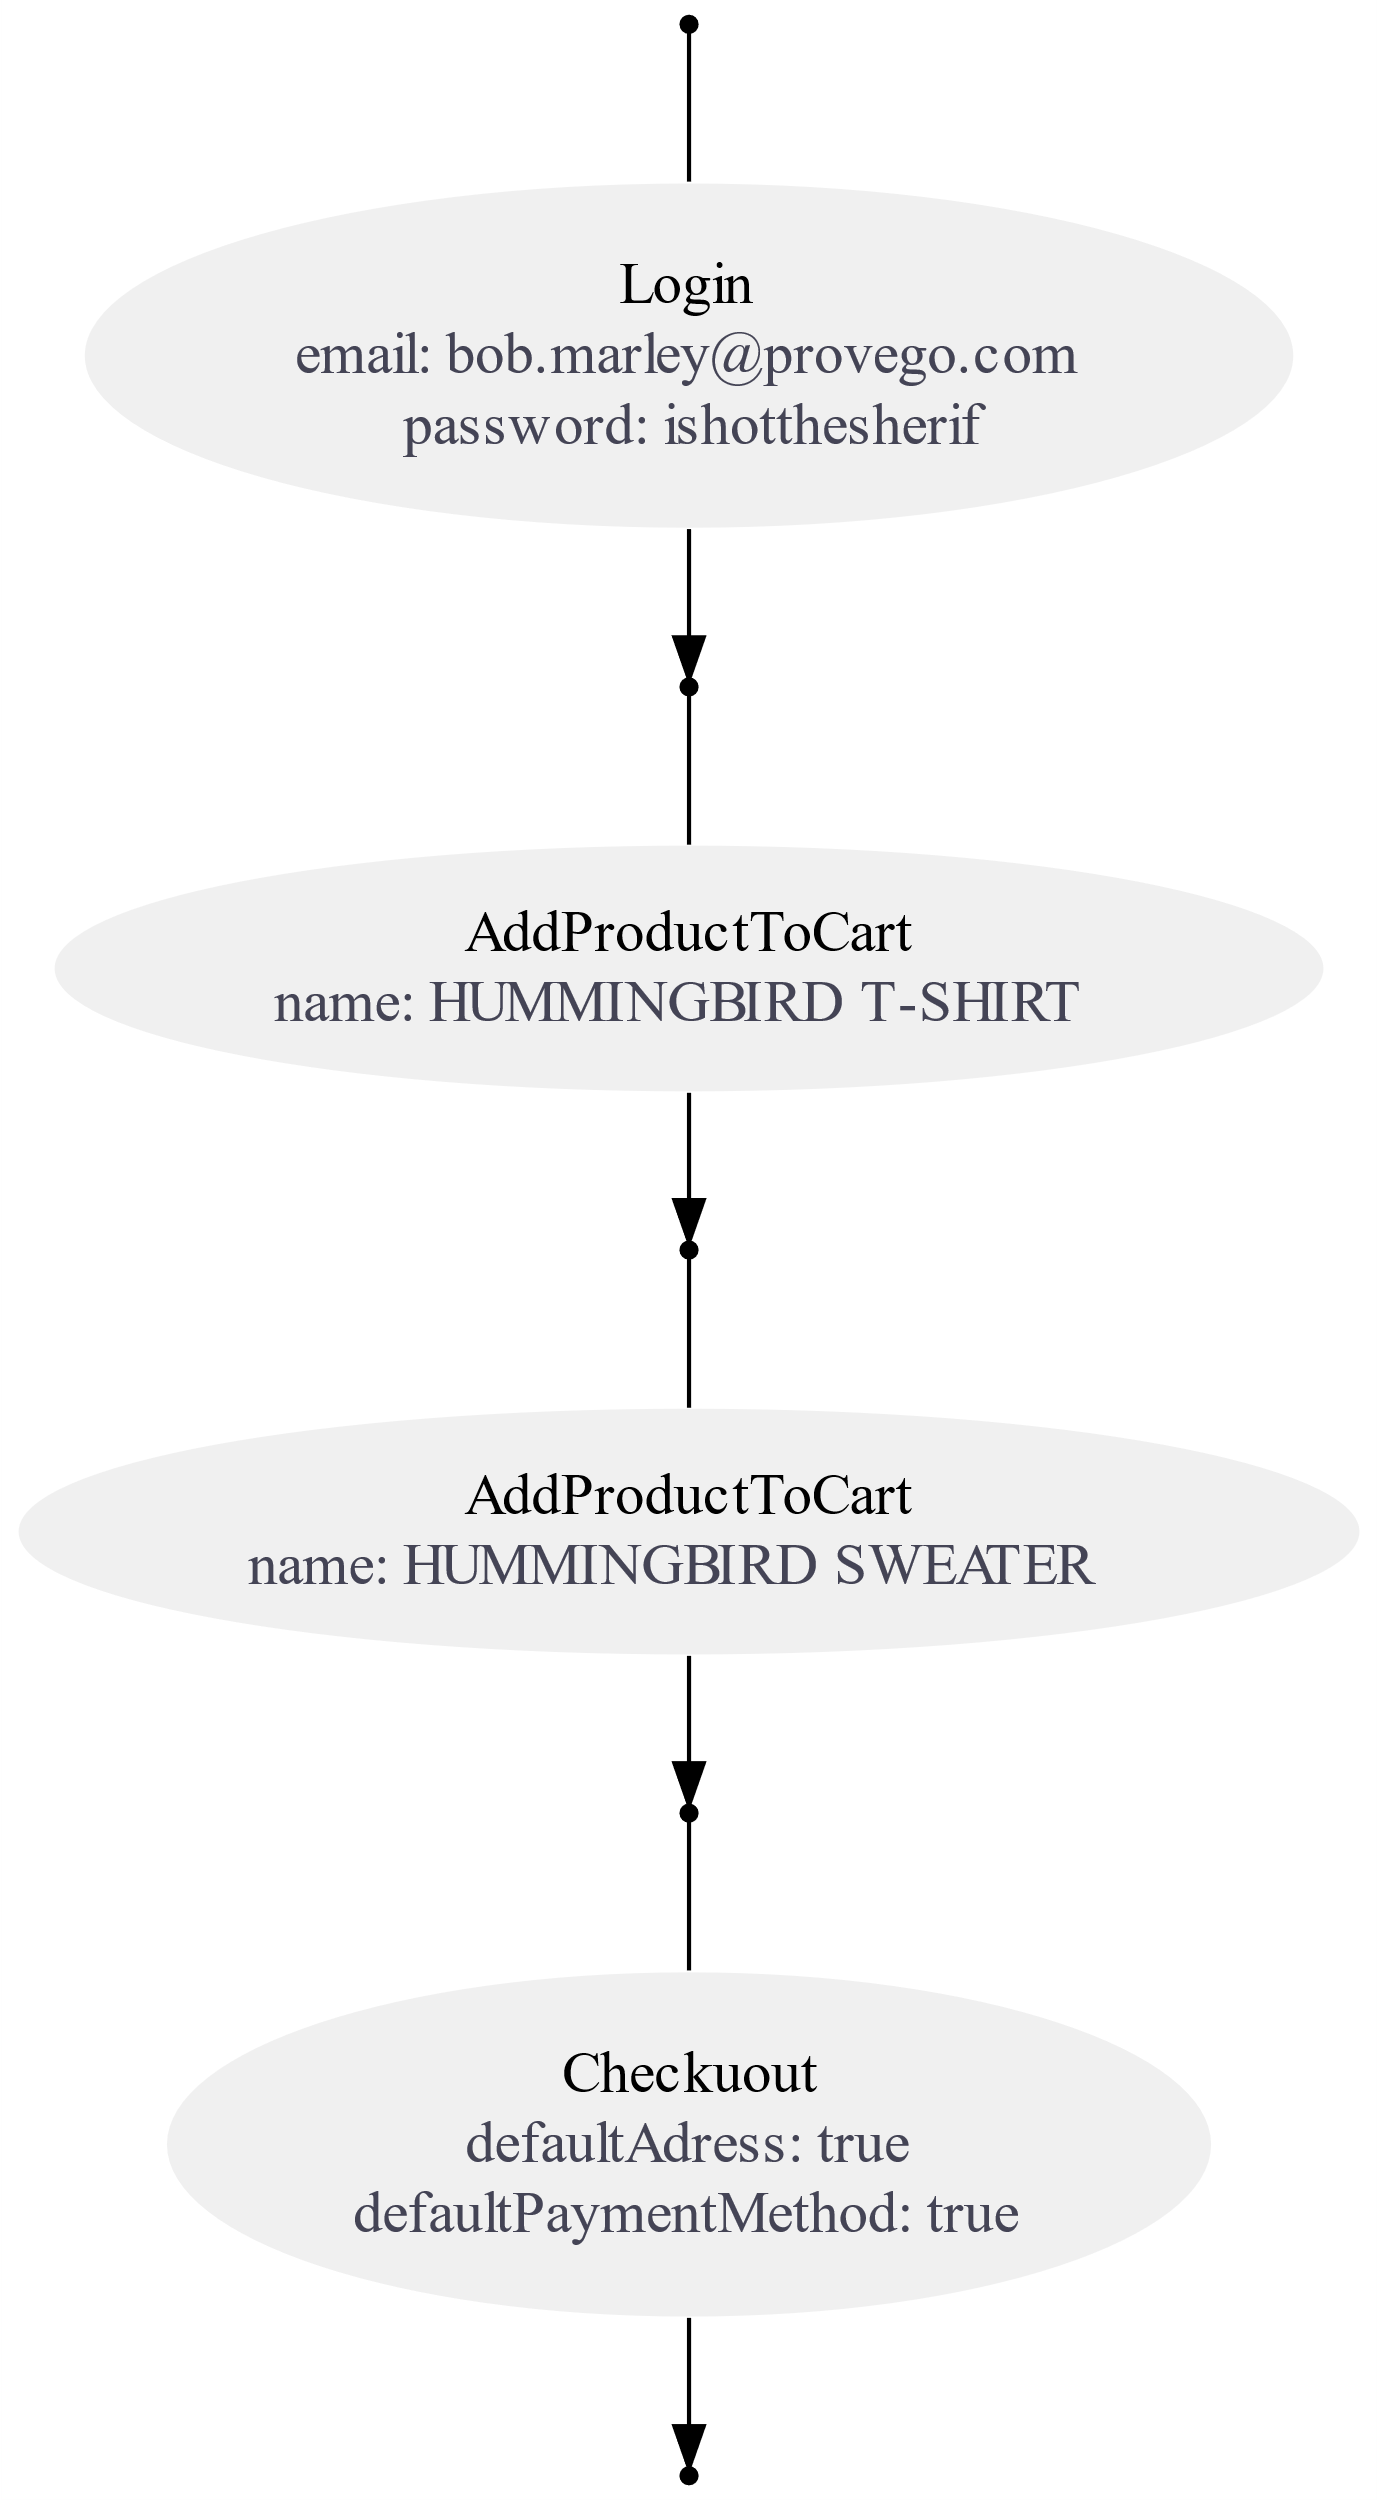 Login
email: bob.marley@provego.com
password: ishotthesherif
AddProductToCart
name: HUMMINGBIRD T-SHIRT
AddProductToCart
name: HUMMINGBIRD SWEATER
Checkuout
defaultAdress: true
defaultPaymentMethod: true